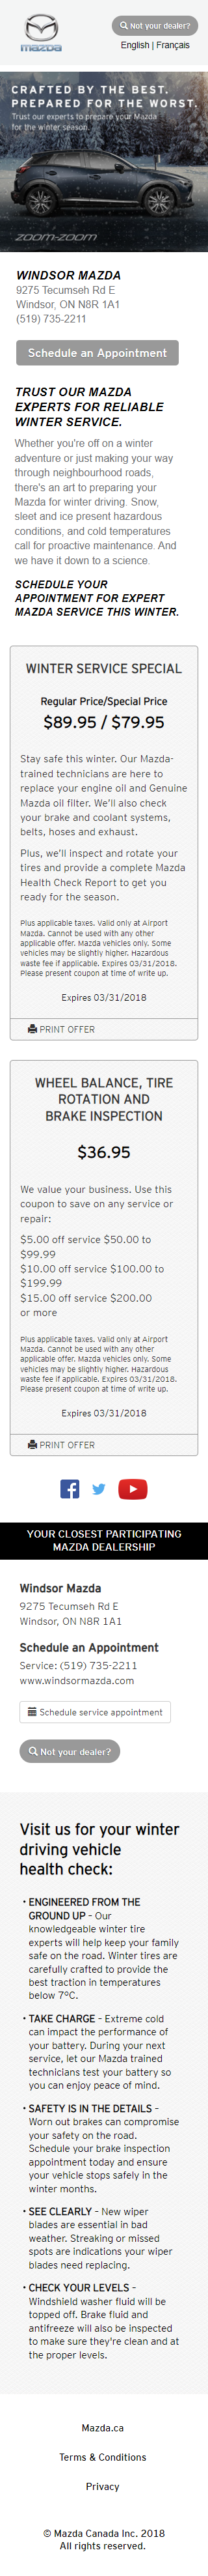 mazda
Not your dealer?
English | Français
CRAFTED BY THE BEST.
PREPARED FOR THE WORST.
Trust our experts to prepare your Mazda
for the winter season.
zoom-zoom
WINDSOR MAZDA
9275 Tecumseh Rd E
Windsor, ON N8R 1A1
(519) 735-2211
Schedule an Appointment
TRUST OUR MAZDA
EXPERTS FOR RELIABLE
WINTER SERVICE.
Whether you're off on a winter
adventure or just making your way
through neighbourhood roads,
there's an art to preparing your
Mazda for winter driving. Snow,
sleet and ice present hazardous
conditions, and cold temperatures
call for proactive maintenance. And
we have it down to a science.
SCHEDULE YOUR
APPOINTMENT FOR EXPERT
MAZDA SERVICE THIS WINTER.
WINTER SERVICE SPECIAL
Regular Price/Special Price
$89.95 / $79.95
Stay safe this winter. Our Mazda-
trained technicians are here to
replace your engine oil and Genuine
Mazda oil filter. We'll also check
your brake and coolant systems,
belts, hoses and exhaust.
Plus, we'll Inspect and rotate your
tires and provide a complete Mazda
Health Check Report to get you
ready for the season.
Plus applicable taxes. Valid only at Airport
Mazda. Cannot be used with any other
applicable offer. Mazda vehicles only. Some
vehicles may be slightly higher. Hazardous
waste fee if applicable. Expires 03/31/2018.
Please present coupon at time of write up.
Expires 03/31/2018
PRINT OFFER
WHEEL BALANCE, TIRE
ROTATION AND
BRAKE INSPECTION
$36.95
We value your business. Use this
coupon to save on any service or
repair:
$5.00 off service $50.00 to
$99.99
$10.00 off service $100.00 to
$199.99
$15.00 off service $200.00
or more
Plus applicable taxes. Valid only at Airport
Mazda. Cannot be used with any other
applicable offer. Mazda vehicles only. Some
vehicles may be slightly higher. Hazardous
waste fee if applicable. Expires 03/31/2018.
Please present coupon at time of write up.
Expires 03/31/2018
PRINT OFFER
YOUR CLOSEST PARTICIPATING
MAZDA DEALERSHIP
Windsor Mazda
9275 Tecumseh Rd E
Windsor, ON N8R 1A1
Schedule an Appointment
Service: (519) 735-2211
www.windsormazda.com
Schedule service appointment
Not your dealer?
Visit us for your winter
driving vehicle
health check:
• ENGINEERED FROM THE
GROUND UP – Our
knowledgeable winter tire
experts will help keep your family
safe on the road. Winter tires are
carefully crafted to provide the
best traction in temperatures
below 7°C.
• TAKE CHARGE – Extreme cold
can impact the performance of
your battery. During your next
service, let our Mazda trained
technicians test your battery so
you can enjoy peace of mind.
• SAFETY IS IN THE DETAILS –
Worn out brakes can compromise
your safety on the road.
Schedule your brake inspection
appointment today and ensure
your vehicle stops safely in the
winter months.
• SEE CLEARLY – New wiper
blades are essential in bad
weather. Streaking or missed
spots are indications your wiper
blades need replacing.
• CHECK YOUR LEVELS –
Windshield washer fluid will be
topped off. Brake fluid and
antifreeze will also be inspected
to make sure they're clean and at
the proper levels.
Mazda.ca
Terms & Conditions
Privacy
© Mazda Canada Inc. 2018
All rights reserved.